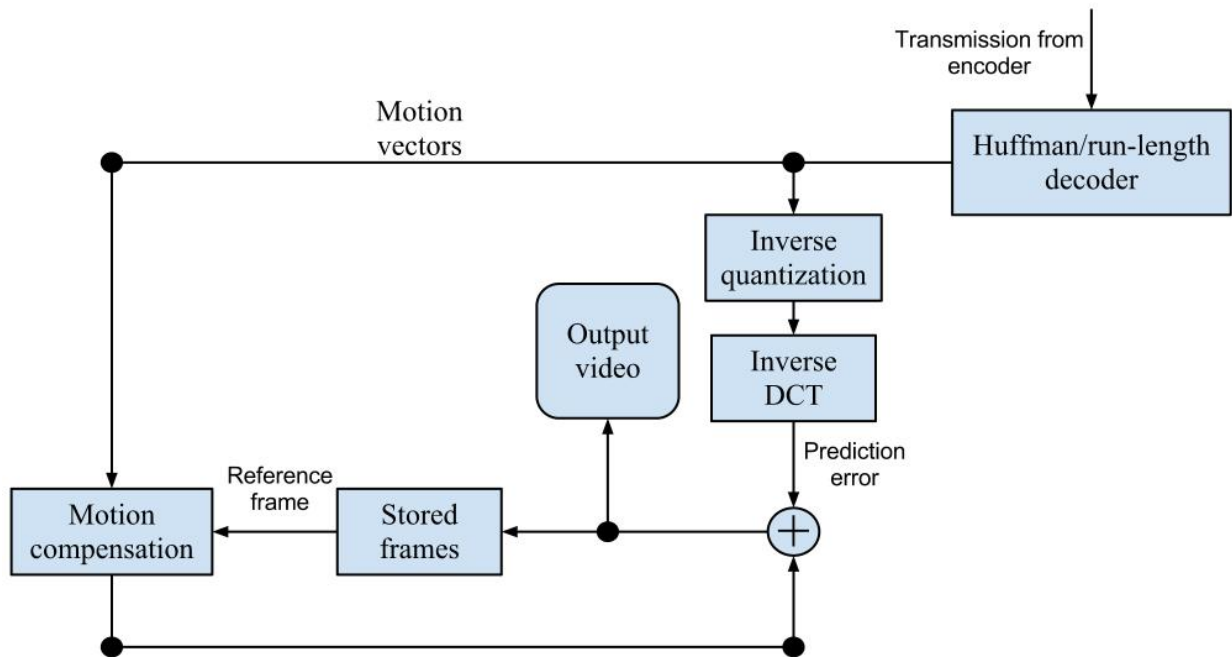 Transmission from
encoder
Huffman/run-length
decoder
Motion
vectors
Inverse
quantization
Output
video
Inverse
DCT
Prediction
error
Reference
frame
Motion
compensation
Stored
frames
+